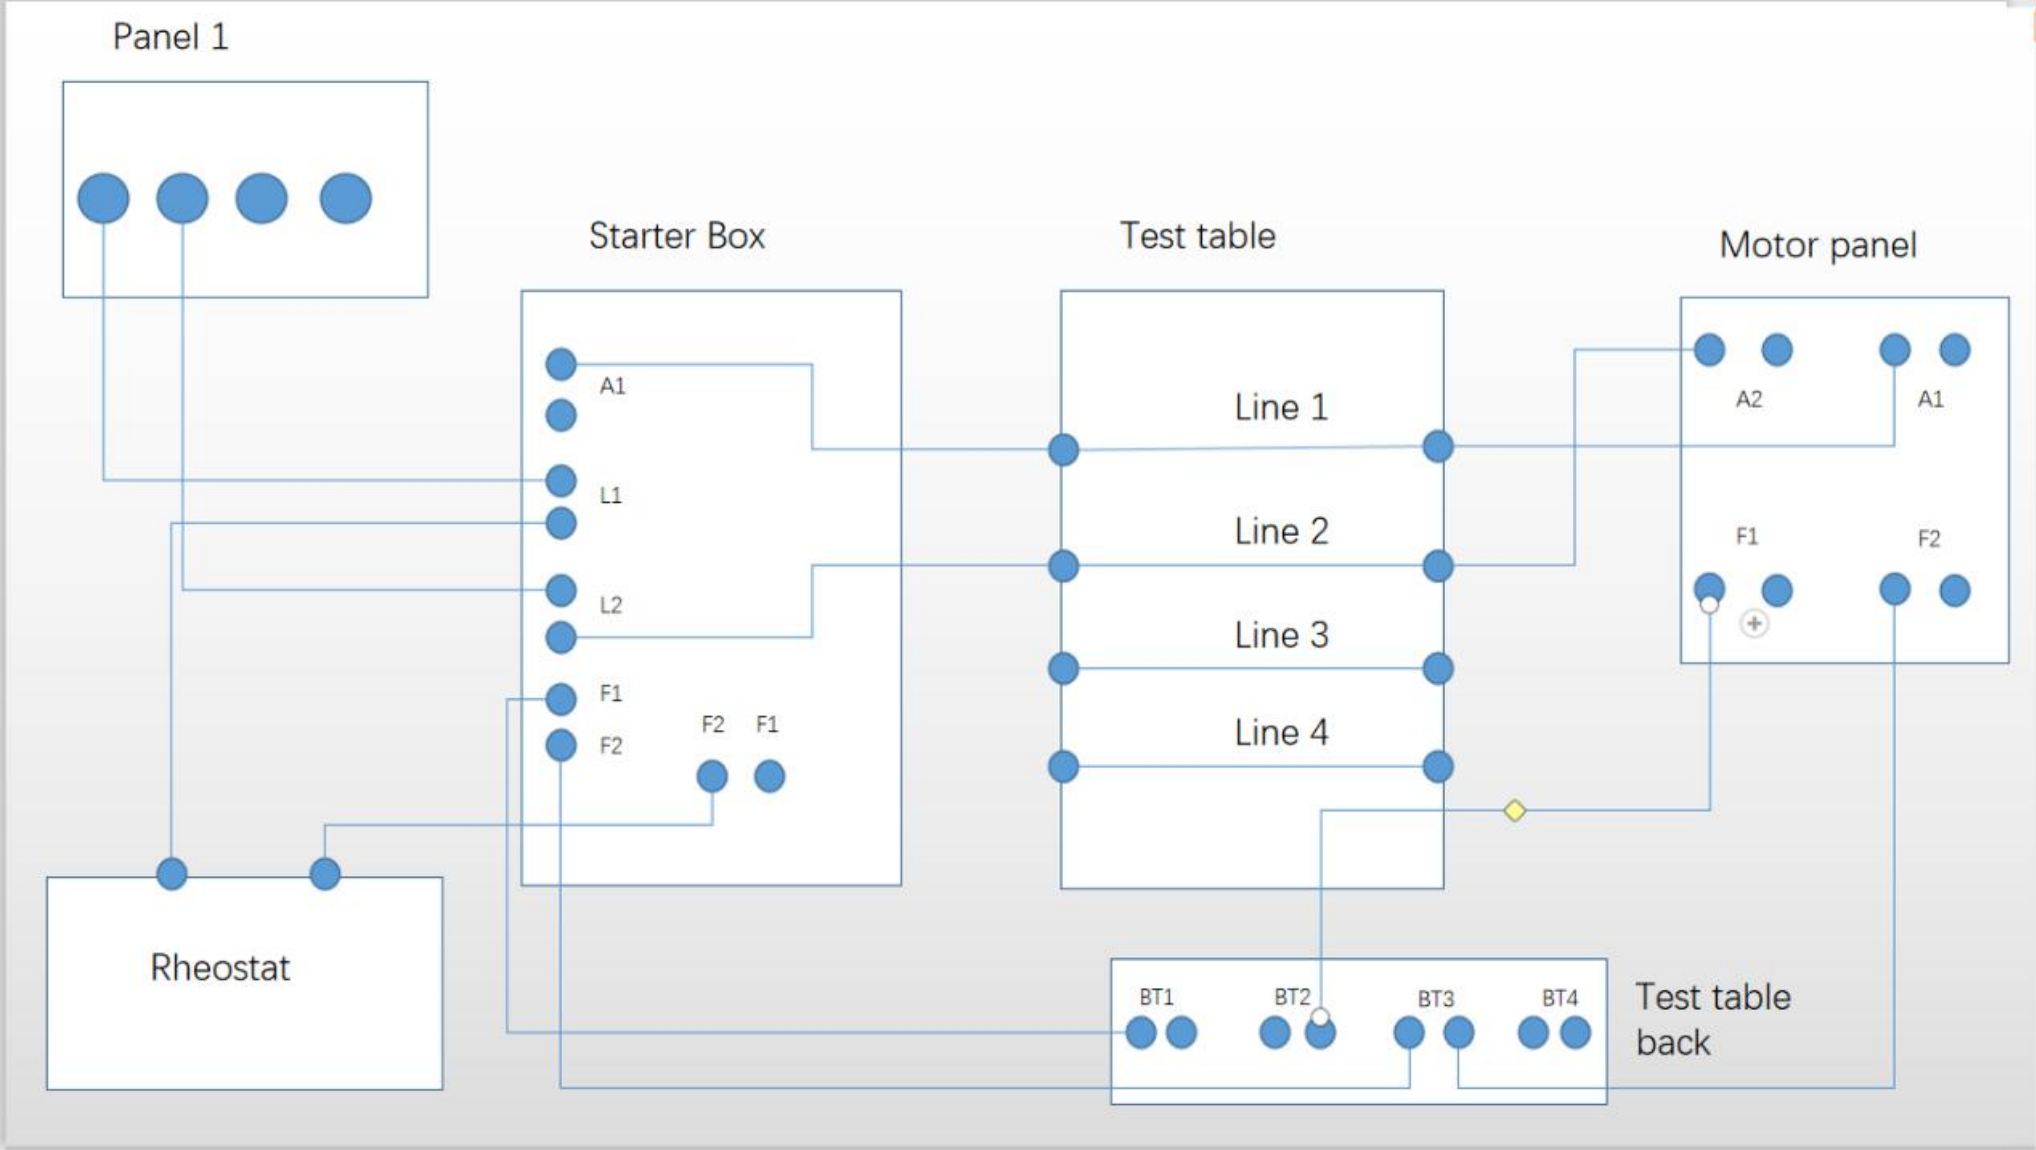 Panel 1
Starter Box
Test table
Motor panel
A1
L1
L2
F1
F2
F2 F1
Line 1
Line 2
Line 3
Line 4
A2 A1
F1 F2
Rheostat
BT1 BT2 BT3 BT4
Test table
back